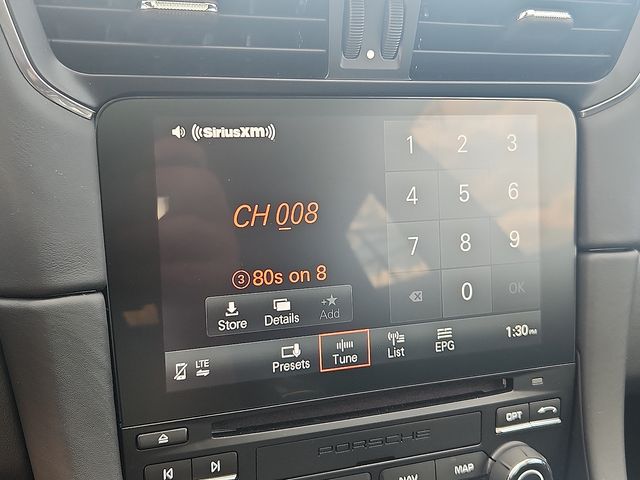 ((SiriusXM))
CH 008
③ 80s on 8
Store Details Add
LTE
Presets Tune List EPG
1:30PM
1 2 3
4 5 6
7 8 9
0 OK
OPT
PORSCHE
NAV MAP